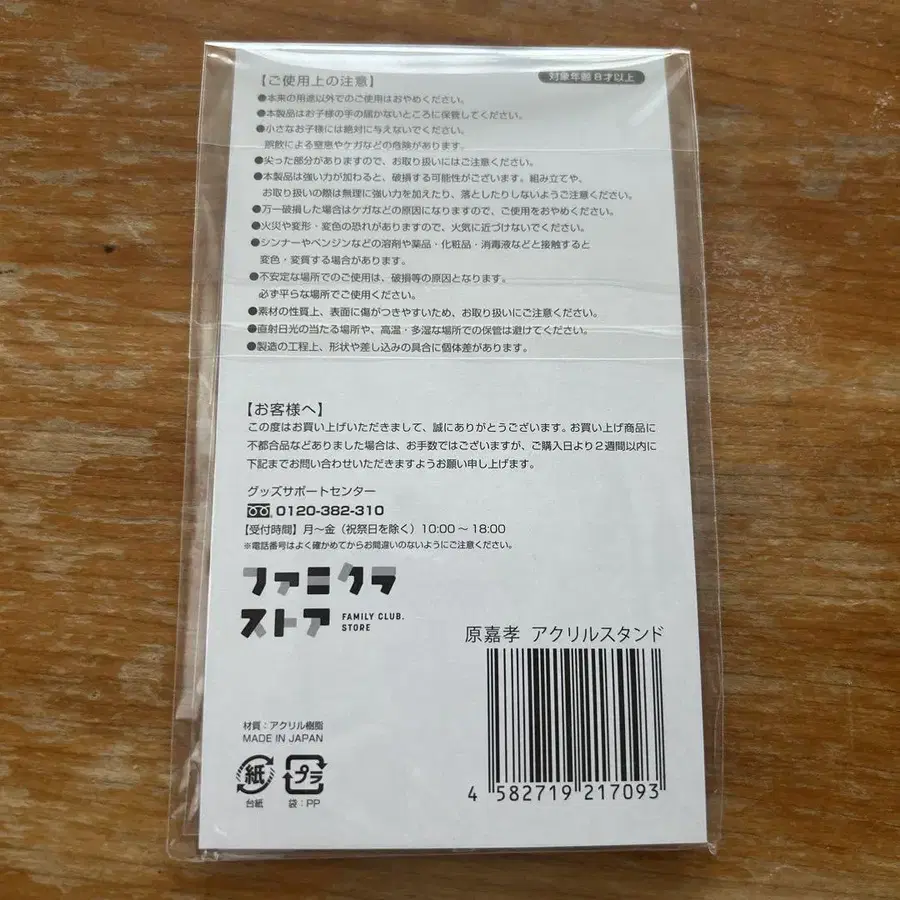 【ご使用上の注意】
対象年齢8才以上
●本来の用途以外でのご使用はおやめください。
●本製品はお子様の手の届かないところに保管してください。
●小さなお子様には絶対に与えないでください。
誤飲による窒息やケガなどの危険があります。
●尖った部分がありますので、お取り扱いにはご注意ください。
●本製品は強い力が加わると、破損する可能性がございます。組み立てや、
お取り扱いの際は無理に強い力を加えたり、落としたりしないようご注意ください。
●万一破損した場合はケガなどの原因になりますので、ご使用をおやめください。
●火災や変形・変色の恐れがありますので、火気に近づけないでください。
●シンナーやベンジンなどの溶剤や薬品・化粧品・消毒液などと接触すると
変色・変質する場合があります。
●不安定な場所でのご使用は、破損等の原因となります。
必ず平らな場所でご使用ください。
●素材の性質上、表面に傷がつきやすいため、お取り扱いにご注意ください。
●直射日光の当たる場所や、高温・多湿な場所での保管は避けてください。
●製造の工程上、形状や差し込みの具合に個体差があります。
【お客様へ】
この度はお買い上げいただきまして、誠にありがとうございます。お買い上げ商品に
不都合品などありました場合は、お手数ではございますが、ご購入日より2週間以内に
下記までお問い合わせいただきますようお願い申し上げます。
グッズサポートセンター
0120-382-310
【受付時間】月〜金（祝祭日を除く）10:00〜18:00
※電話番号はよく確かめてからお間違いのないようにご注意ください。
ファミクラ
ストア
FAMILY CLUB.
STORE
原嘉孝 アクリルスタンド
材質：アクリル樹脂
MADE IN JAPAN
紙
プラ
台紙
袋：PP
4 582719 217093